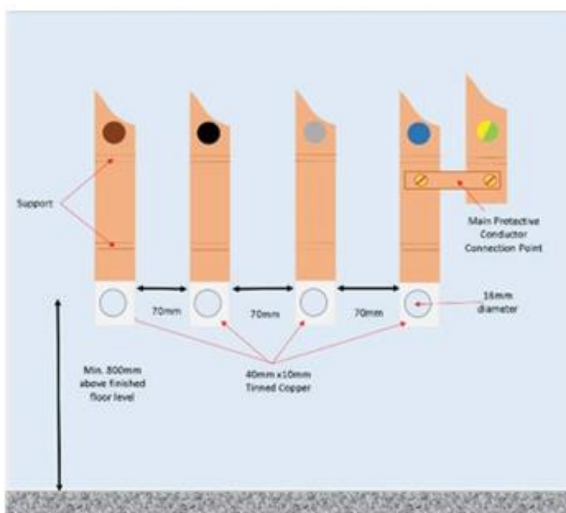 Support
Main Protective
Conductor
Connection Point
70mm
70mm
70mm
16mm
diameter
Min. 800mm
above finished
floor level
40mm x10mm
Tinned Copper